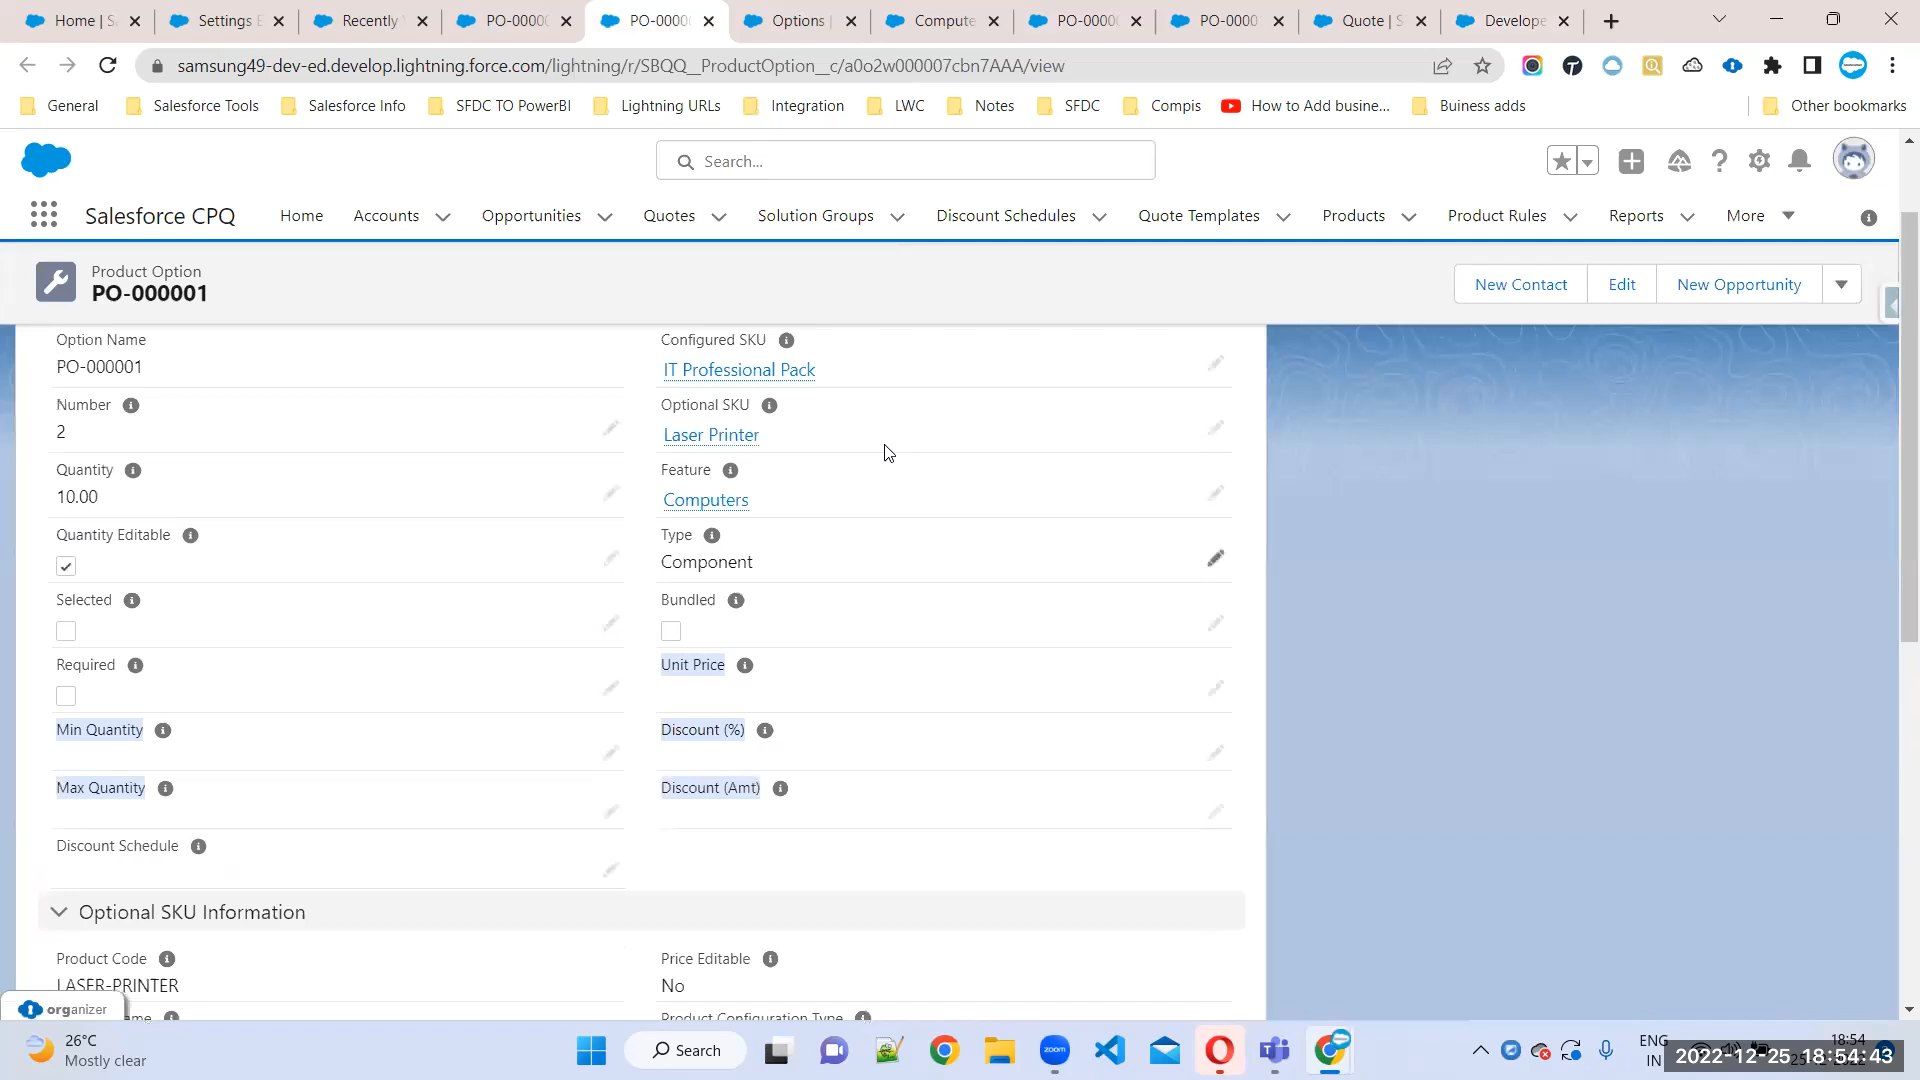 Home | S
Settings E
Recently
PO-0000
PO-0000
Options |
Compute
PO-0000
PO-0000
Quote | S
Develope
samsung49-dev-ed.develop.lightning.force.com/lightning/r/SBQQ__ProductOption__c/a0o2w000007cbn7AAA/view
General
Salesforce Tools
Salesforce Info
SFDC TO PowerBI
Lightning URLs
Integration
LWC
Notes
SFDC
Compis
How to Add busine...
Buiness adds
Other bookmarks
Search...
Salesforce CPQ
Home
Accounts
Opportunities
Quotes
Solution Groups
Discount Schedules
Quote Templates
Products
Product Rules
Reports
More
Product Option
PO-000001
New Contact
Edit
New Opportunity
Option Name
PO-000001
Configured SKU
IT Professional Pack
Number
2
Optional SKU
Laser Printer
Quantity
10.00
Feature
Computers
Quantity Editable
Type
Component
Selected
Bundled
Required
Unit Price
Min Quantity
Discount (%)
Max Quantity
Discount (Amt)
Discount Schedule
Optional SKU Information
Product Code
LASER-PRINTER
Price Editable
No
Product Configuration Type
organizer
26°C
Mostly clear
Search
zoom
ENG
IN
18:54
2022-12-25 18:54:43